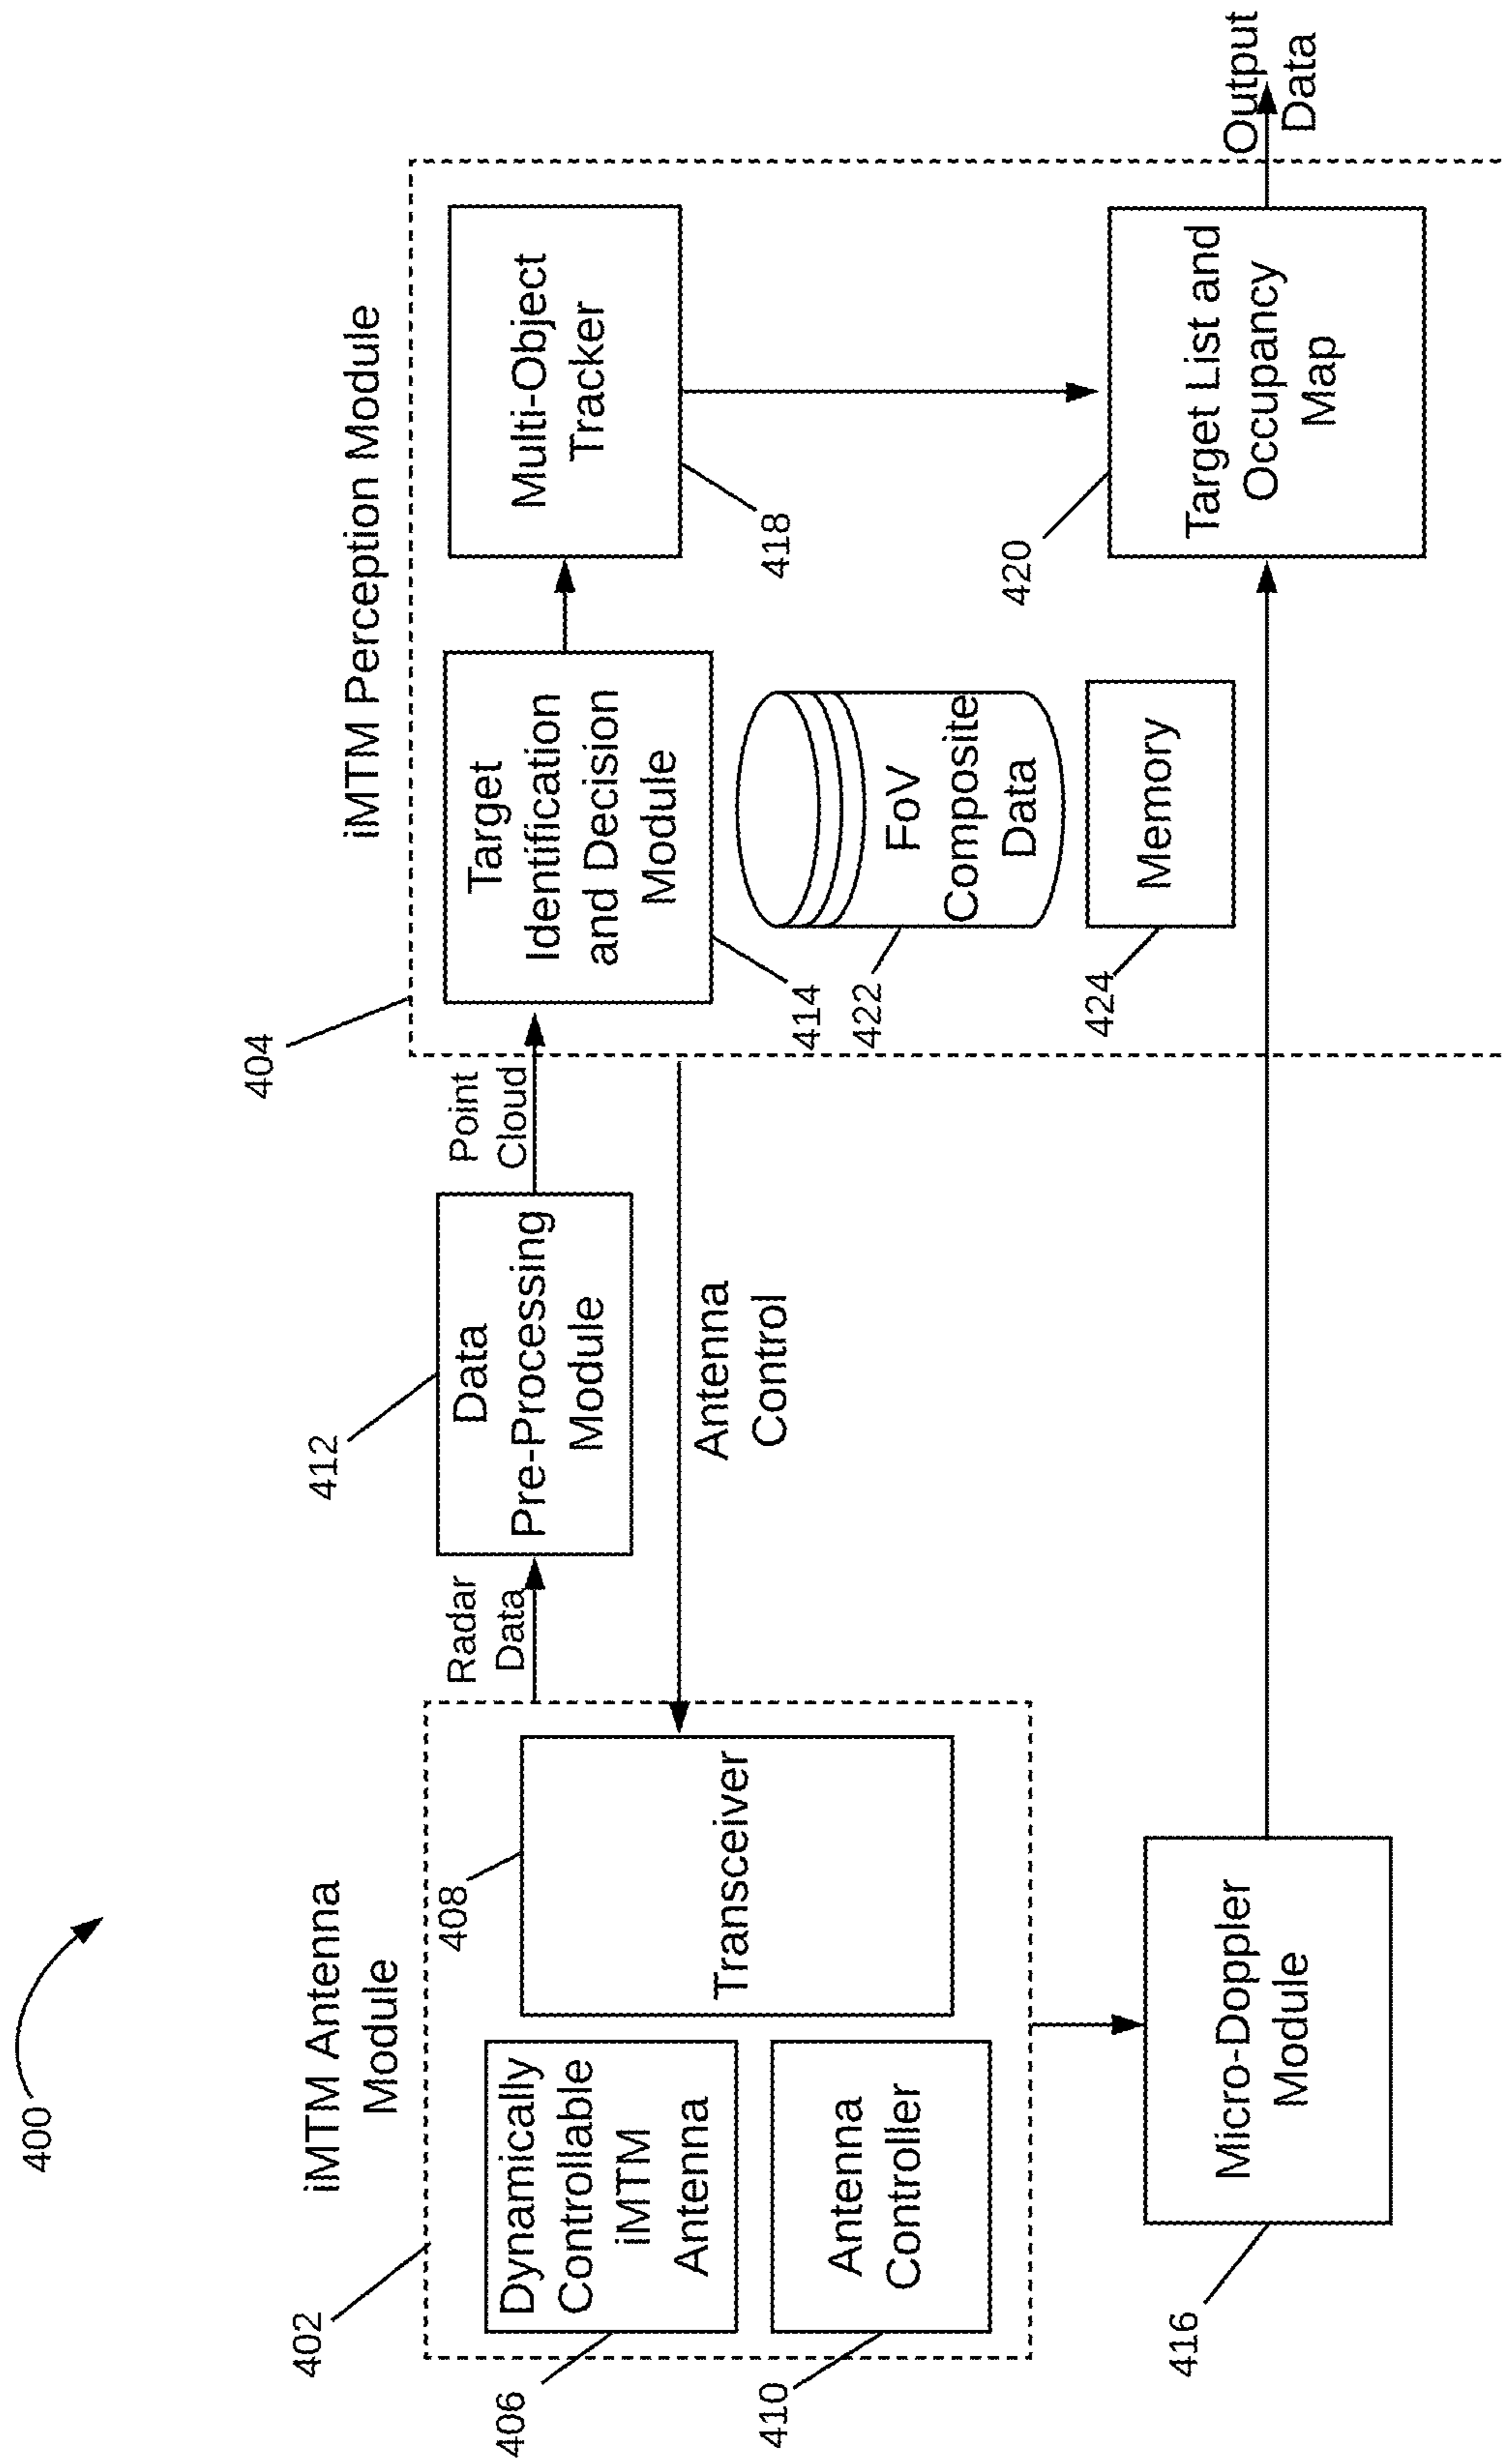 400
iMTM Antenna
Module
402
406
Dynamically
Controllable
iMTM
Antenna
408
Transceiver
410
Antenna
Controller
Radar
Data
412
Data
Pre-Processing
Module
Point
Cloud
Antenna
Control
404
iMTM Perception Module
Target
Identification
and Decision
Module
414
Multi-Object
Tracker
418
422
FoV
Composite
Data
424
Memory
420
Target List and
Occupancy
Map
Output
Data
416
Micro-Doppler
Module